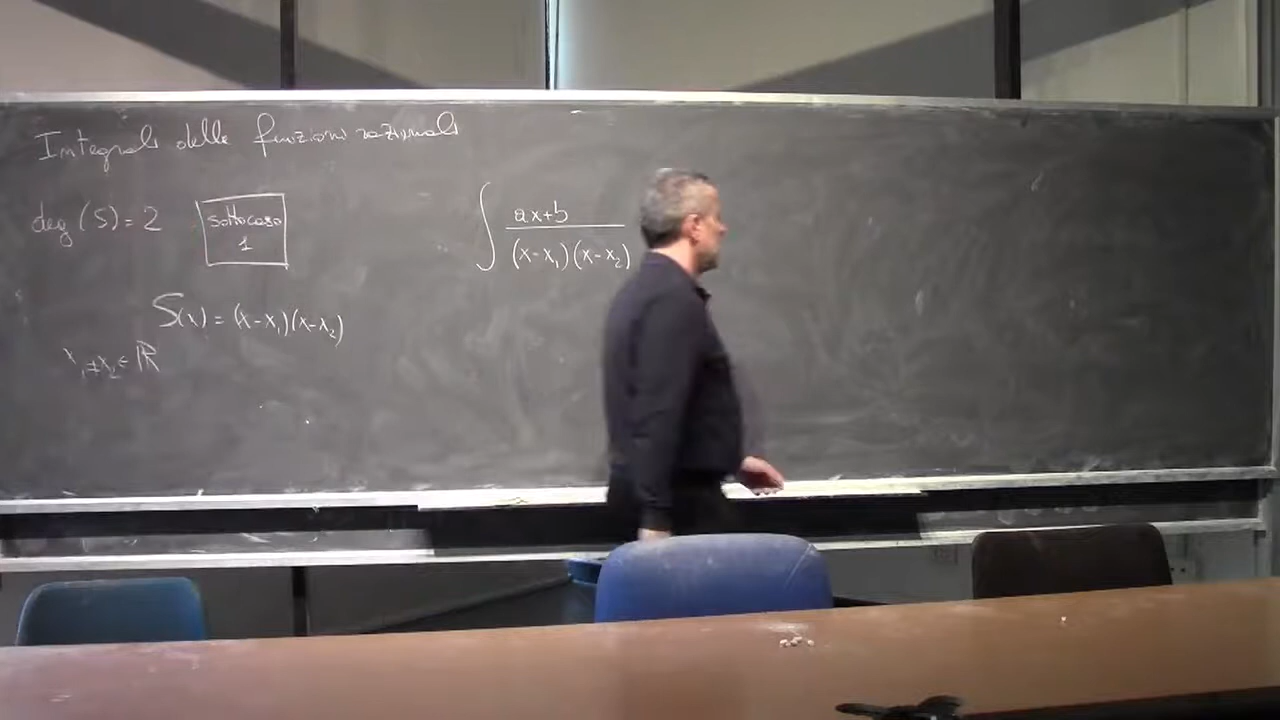 Integrali delle funzioni razionali
deg (S) = 2
sottocaso
1
S(x) = (x-x₁)(x-x₂)
x₁≠x₂ ∈ ℝ
∫ ax+b / (x-x₁)(x-x₂)